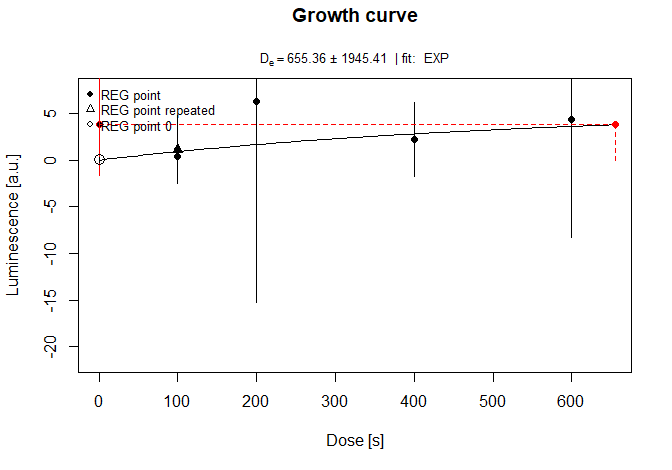 Growth curve
De = 655.36 ± 1945.41 | fit: EXP
REG point
REG point repeated
REG point 0
Luminescence [a.u.]
5
0
-5
-10
-15
-20
0 100 200 300 400 500 600
Dose [s]